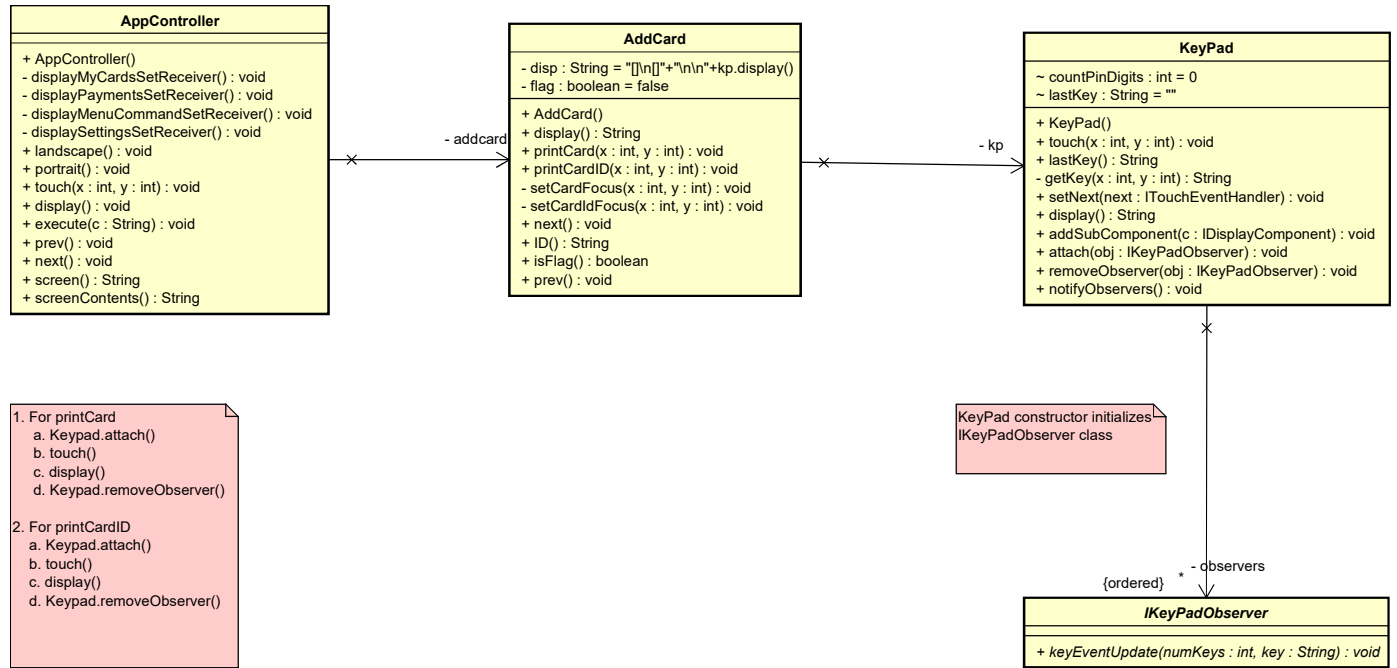 AppController
+ AppController()
- displayMyCardsSetReceiver() : void
- displayPaymentsSetReceiver() : void
- displayMenuCommandSetReceiver() : void
- displaySettingsSetReceiver() : void
+ landscape() : void
+ portrait() : void
+ touch(x : int, y : int) : void
+ display() : void
+ execute(c : String) : void
+ prev() : void
+ next() : void
+ screen() : String
+ screenContents() : String
- addcard
AddCard
- disp : String = "[]\n[]"+"\n\n"+kp.display()
- flag : boolean = false
+ AddCard()
+ display() : String
+ printCard(x : int, y : int) : void
+ printCardID(x : int, y : int) : void
- setCardFocus(x : int, y : int) : void
- setCardIdFocus(x : int, y : int) : void
+ next() : void
+ ID() : String
+ isFlag() : boolean
+ prev() : void
- kp
KeyPad
~ countPinDigits : int = 0
~ lastKey : String = ""
+ KeyPad()
+ touch(x : int, y : int) : void
+ lastKey() : String
- getKey(x : int, y : int) : String
+ setNext(next : ITouchEventHandler) : void
+ display() : String
+ addSubComponent(c : IDisplayComponent) : void
+ attach(obj : IKeyPadObserver) : void
+ removeObserver(obj : IKeyPadObserver) : void
+ notifyObservers() : void
1. For printCard
a. Keypad.attach()
b. touch()
c. display()
d. Keypad.removeObserver()
2. For printCardID
a. Keypad.attach()
b. touch()
c. display()
d. Keypad.removeObserver()
KeyPad constructor initializes
IKeyPadObserver class
- observers
{ordered} *
IKeyPadObserver
+ keyEventUpdate(numKeys : int, key : String) : void